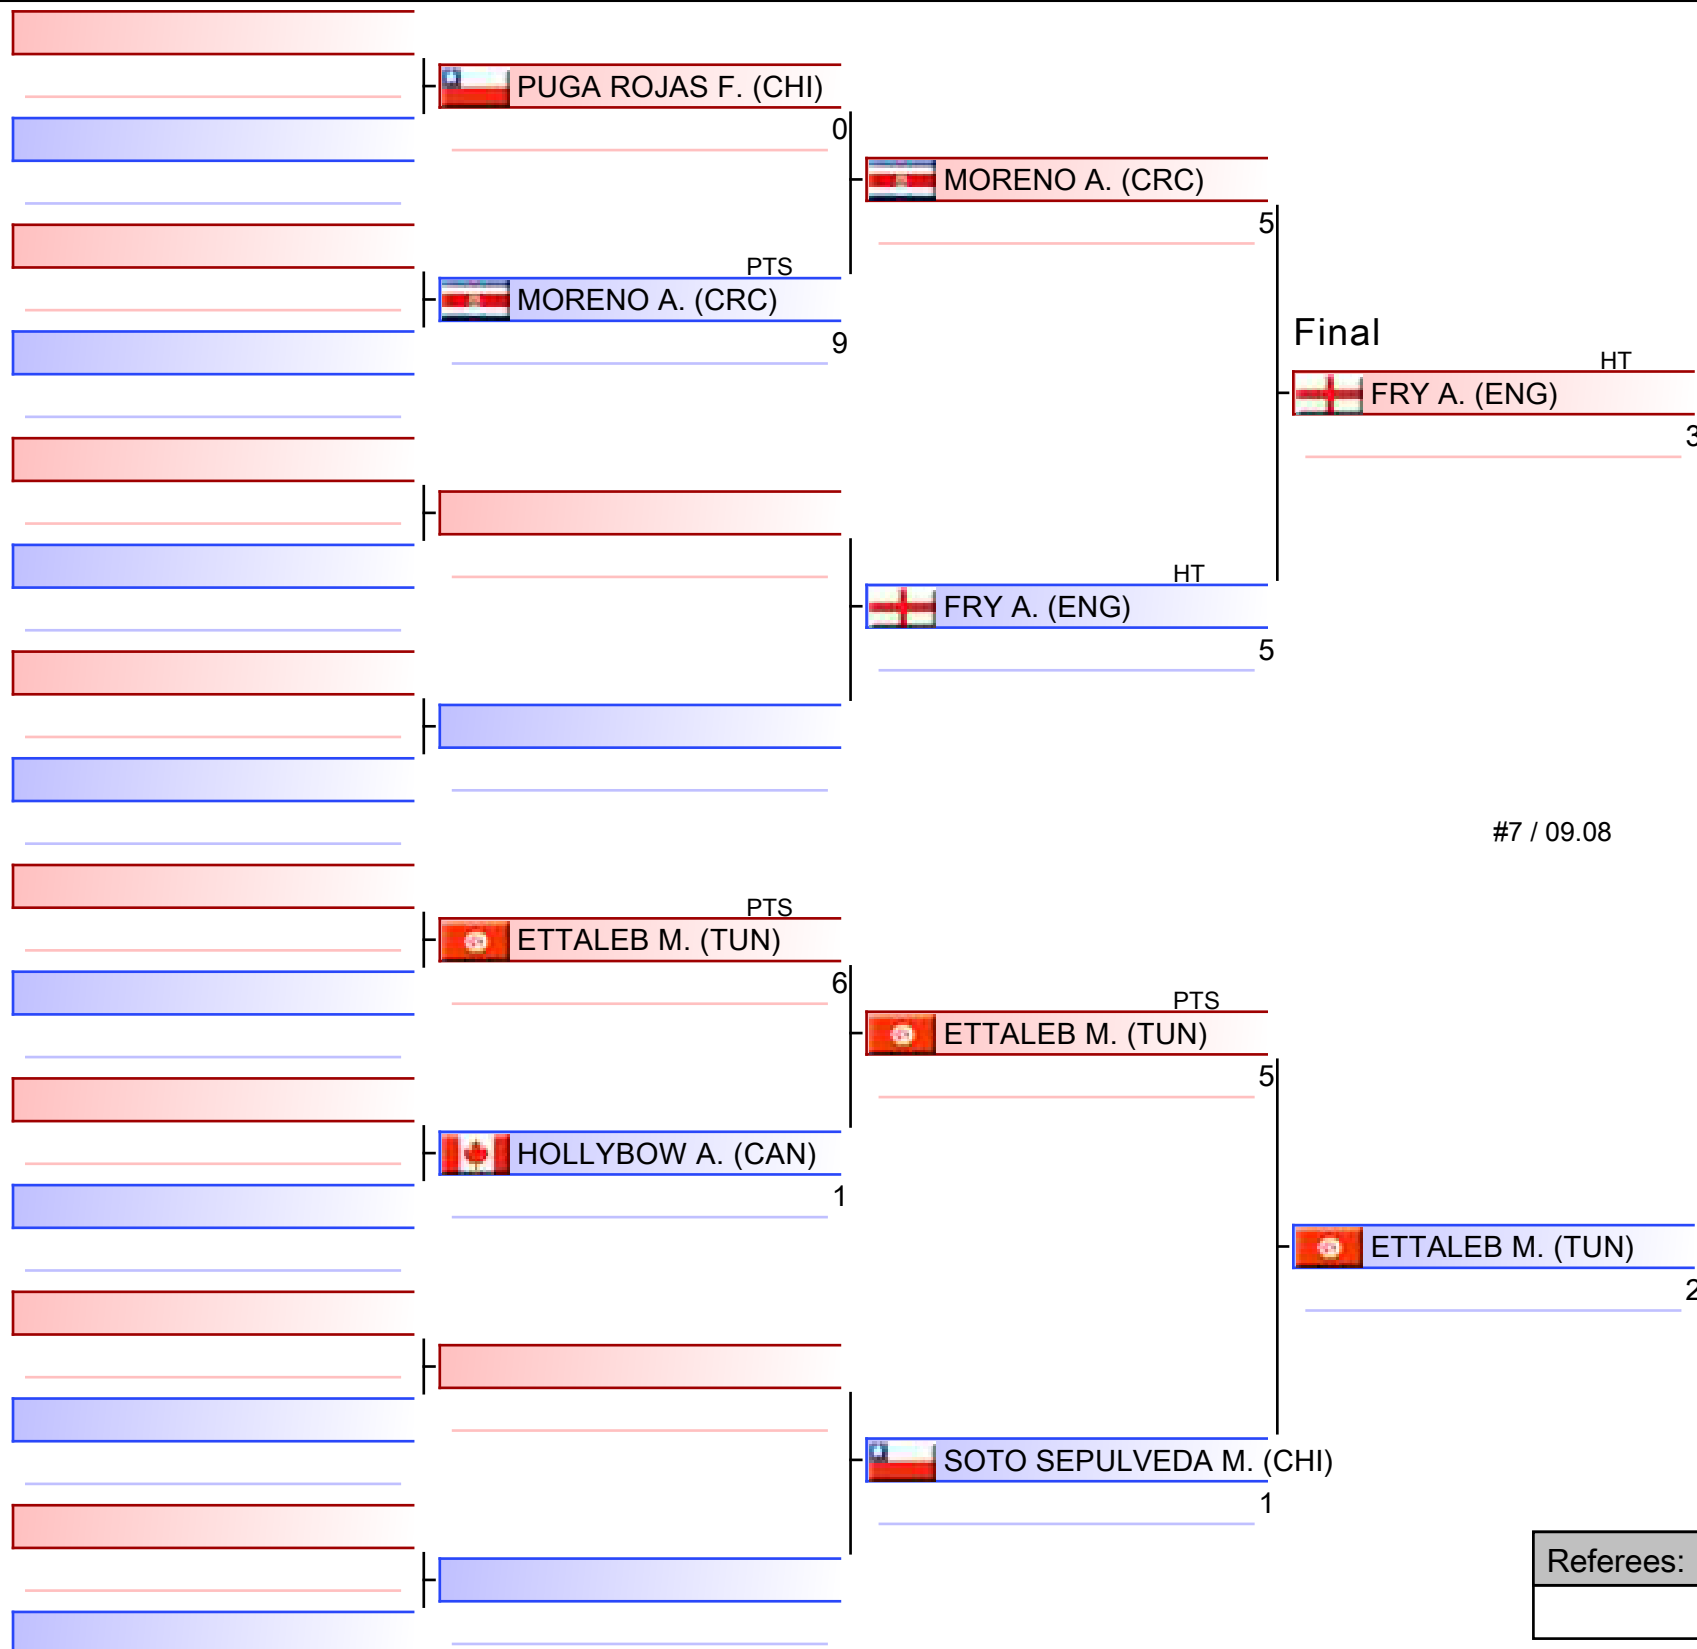 PUGA ROJAS F. (CHI)
0
MORENO A. (CRC)
5
PTS
MORENO A. (CRC)
9
Final
HT
FRY A. (ENG)
3
HT
FRY A. (ENG)
5
#7 / 09.08
PTS
ETTALEB M. (TUN)
6
PTS
ETTALEB M. (TUN)
5
HOLLYBOW A. (CAN)
1
ETTALEB M. (TUN)
2
SOTO SEPULVEDA M. (CHI)
1
Referees: